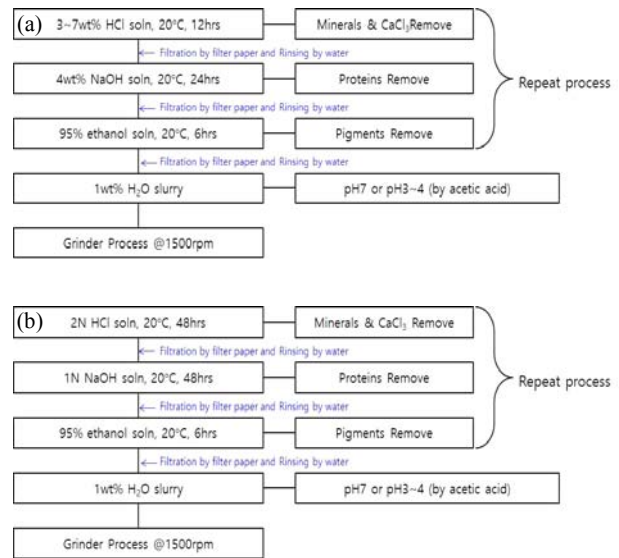 (a) 3~7wt% HCl soln, 20°C, 12hrs
Minerals & CaCl₃Remove
Filtration by filter paper and Rinsing by water
4wt% NaOH soln, 20°C, 24hrs
Proteins Remove
Filtration by filter paper and Rinsing by water
95% ethanol soln, 20°C, 6hrs
Pigments Remove
Repeat process
Filtration by filter paper and Rinsing by water
1wt% H₂O slurry
pH7 or pH3~4 (by acetic acid)
Grinder Process @1500rpm
(b) 2N HCl soln, 20°C, 48hrs
Minerals & CaCl₃ Remove
Filtration by filter paper and Rinsing by water
1N NaOH soln, 20°C, 48hrs
Proteins Remove
Filtration by filter paper and Rinsing by water
95% ethanol soln, 20°C, 6hrs
Pigments Remove
Repeat process
Filtration by filter paper and Rinsing by water
1wt% H₂O slurry
pH7 or pH3~4 (by acetic acid)
Grinder Process @1500rpm